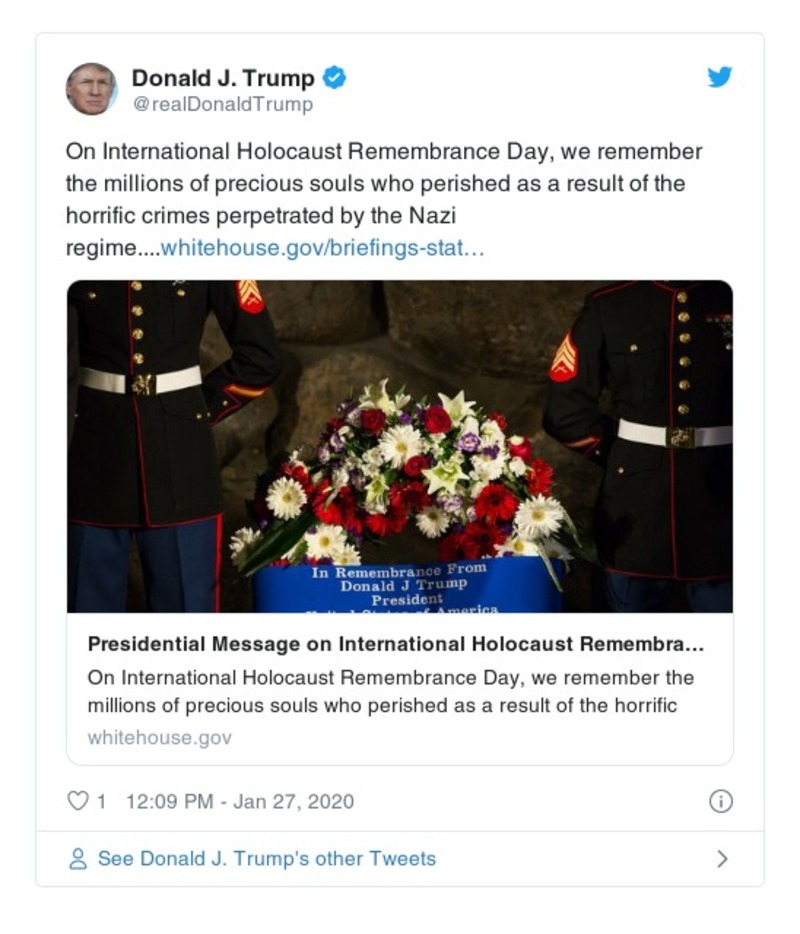 Donald J. Trump
@realDonaldTrump
On International Holocaust Remembrance Day, we remember
the millions of precious souls who perished as a result of the
horrific crimes perpetrated by the Nazi
regime....whitehouse.gov/briefings-stat…
In Remembrance From
Donald J Trump
President
United States of America
Presidential Message on International Holocaust Remembra…
On International Holocaust Remembrance Day, we remember the
millions of precious souls who perished as a result of the horrific
whitehouse.gov
1 12:09 PM - Jan 27, 2020
See Donald J. Trump's other Tweets